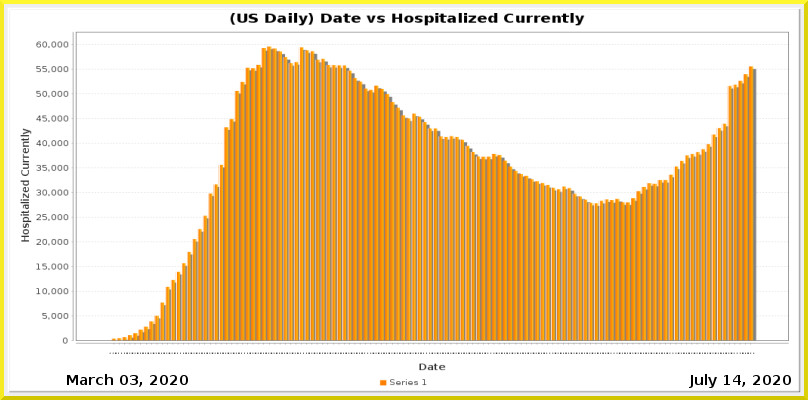 (US Daily) Date vs Hospitalized Currently
60,000
55,000
50,000
45,000
40,000
35,000
30,000
25,000
20,000
15,000
10,000
5,000
0
Hospitalized Currently
Date
March 03, 2020
July 14, 2020
Series 1